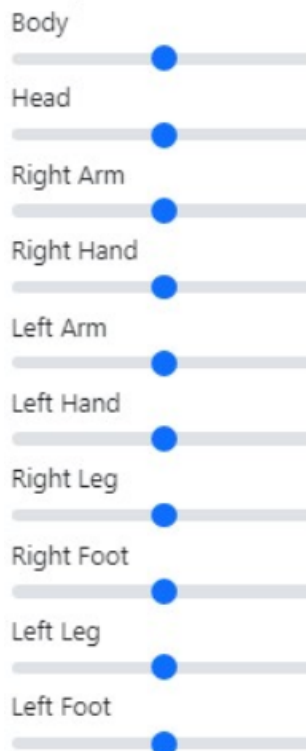 Body
Head
Right Arm
Right Hand
Left Arm
Left Hand
Right Leg
Right Foot
Left Leg
Left Foot